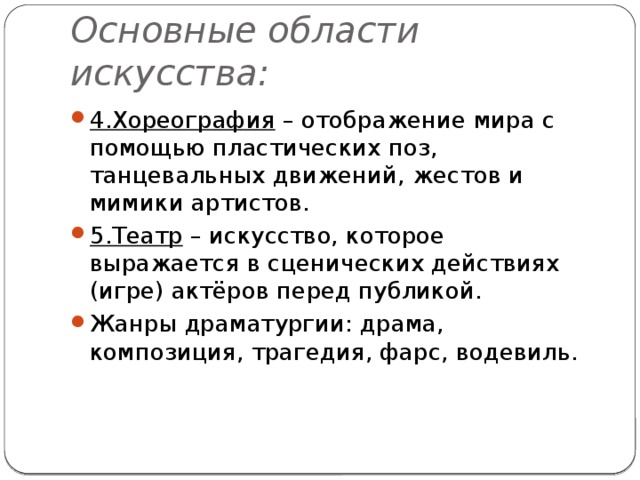 Основные области
искусства:
4.Хореография – отображение мира с
помощью пластических поз,
танцевальных движений, жестов и
мимики артистов.
5.Театр – искусство, которое
выражается в сценических действиях
(игре) актёров перед публикой.
Жанры драматургии: драма,
композиция, трагедия, фарс, водевиль.